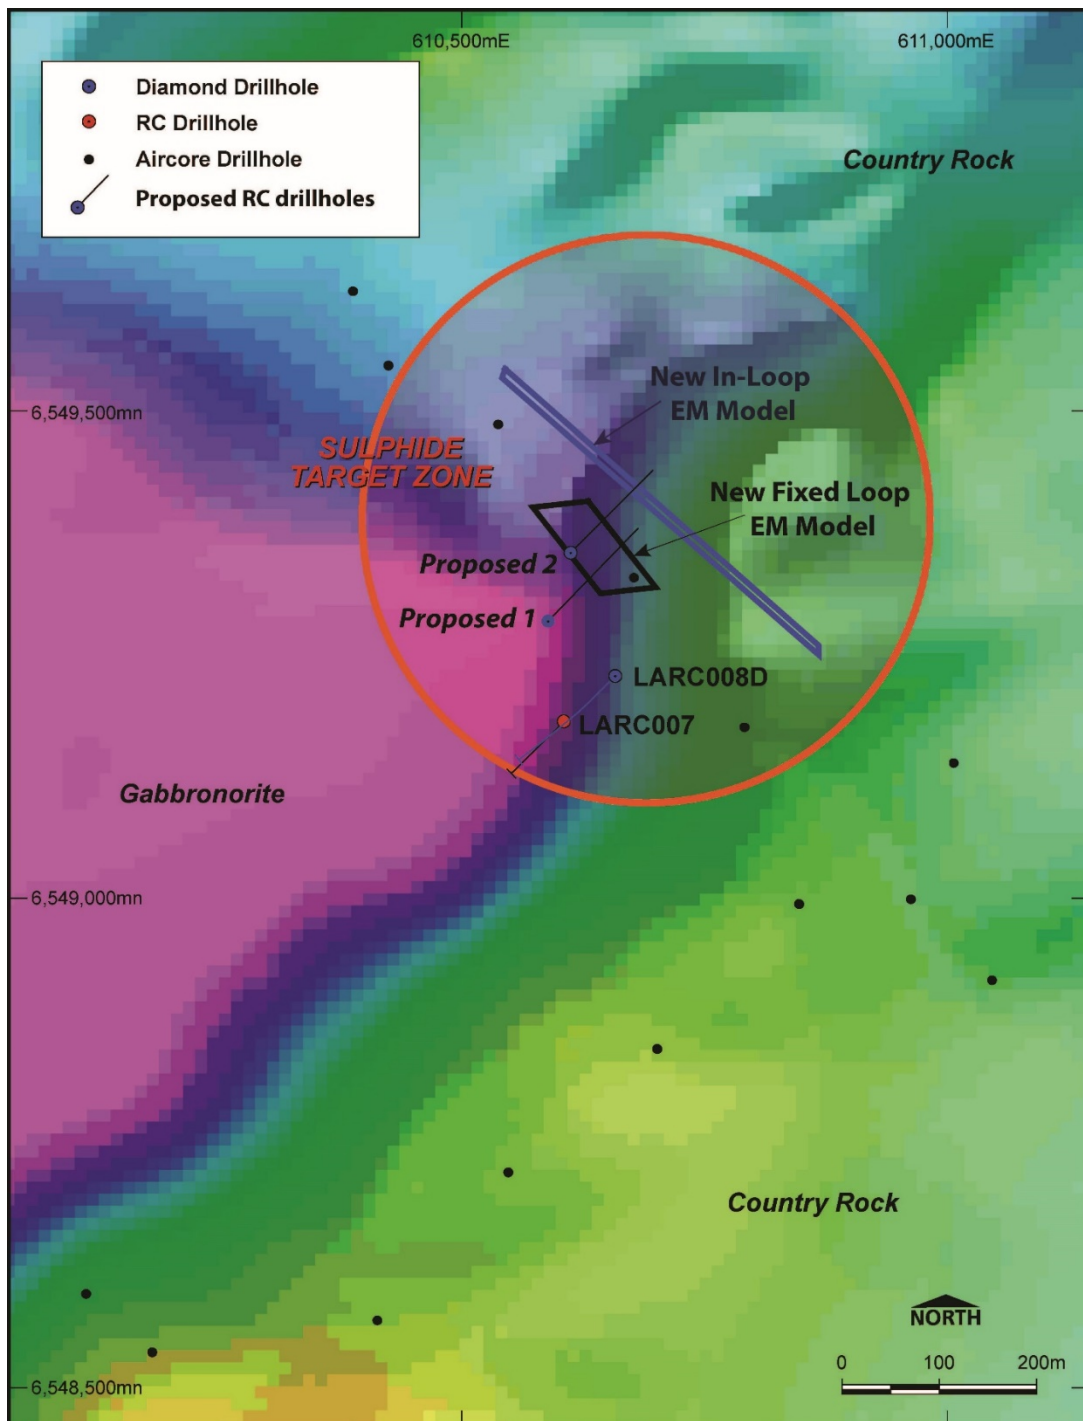 610,500mE
611,000mE
Diamond Drillhole
RC Drillhole
Aircore Drillhole
Proposed RC drillholes
Country Rock
New In-Loop
EM Model
6,549,500mn
SULPHIDE
TARGET ZONE
New Fixed Loop
EM Model
Proposed 2
Proposed 1
LARC008D
LARC007
Gabbronorite
6,549,000mn
Country Rock
NORTH
0
100
200m
6,548,500mn